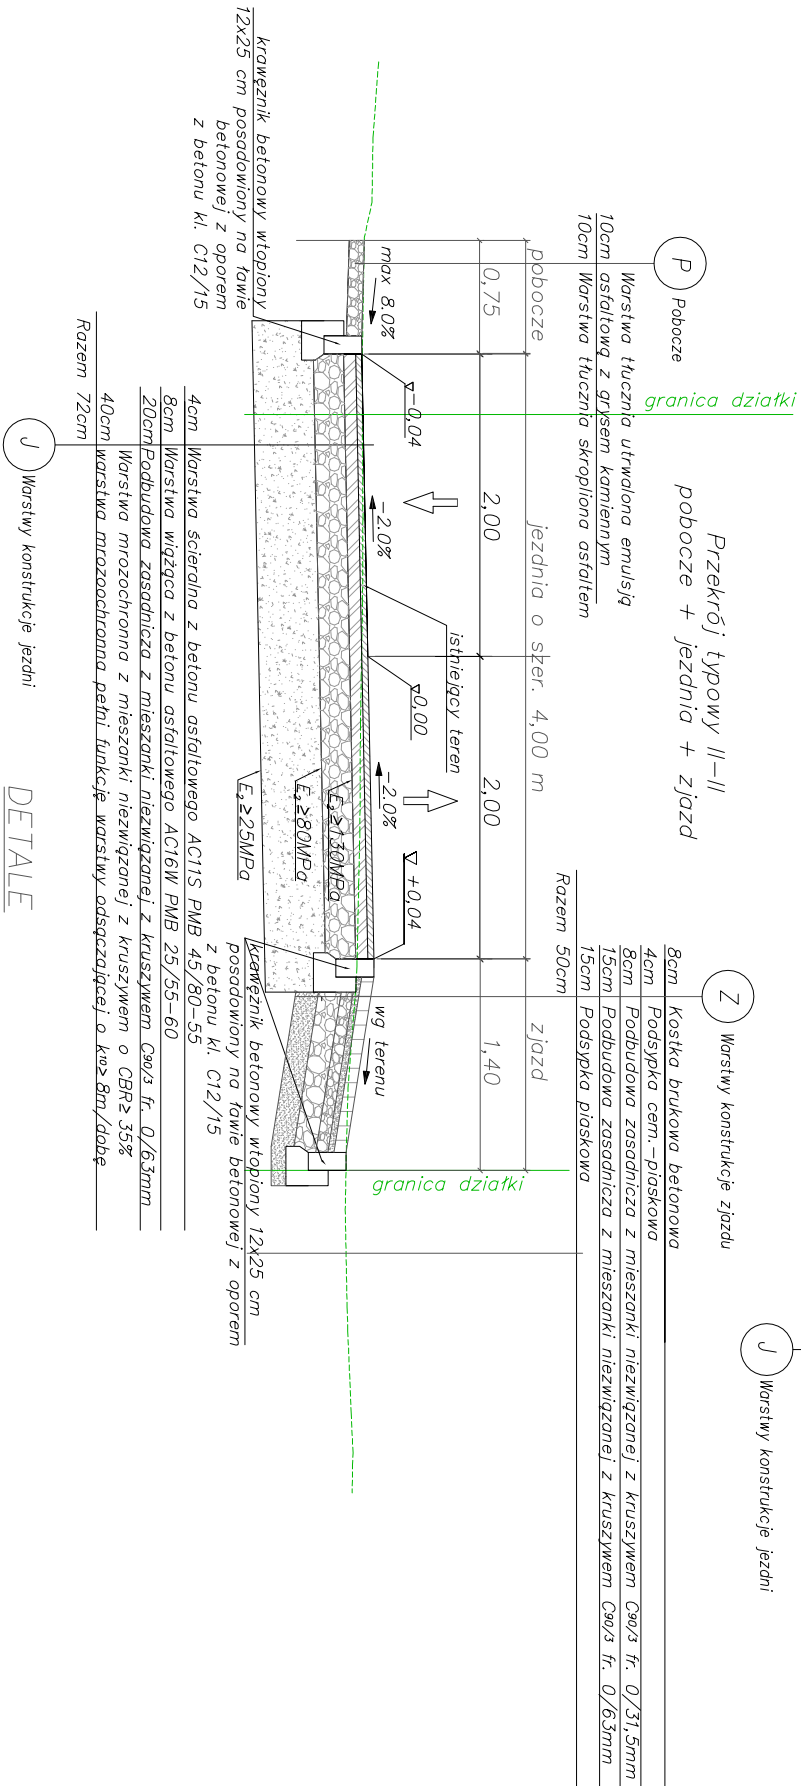 Przekrój typowy II-II
pobocze + jezdnia + zjazd
P
Pobocze
Warstwa tłucznia utrwalona emulsją
10cm asfaltową z grysem kamiennym
10cm Warstwa tłucznia skropliona asfaltem
granica działki
Z
Warstwy konstrukcje zjazdu
8cm Kostka brukowa betonowa
4cm Podsypka cem.-piaskowa
8cm Podbudowa zasadnicza z mieszanki niezwiązanej z kruszywem C90/3 fr. 0/31,5mm
15cm Podbudowa zasadnicza z mieszanki niezwiązanej z kruszywem C90/3 fr. 0/63mm
15cm Podsypka piaskowa
Razem 50cm
J
Warstwy konstrukcje jezdni
pobocze
jezdnia o szer. 4,00 m
zjazd
0,75
2,00
2,00
1,40
max 8.0%
-0,04
-2.0%
istniejący teren
0,00
-2.0%
+0,04
wg terenu
granica działki
E₂≥130MPa
E₂≥80MPa
E₂≥25MPa
krawężnik betonowy wtopiony
12x25 cm posadowiony na ławie
betonowej z oporem
z betonu kl. C12/15
krawężnik betonowy wtopiony 12x25 cm
posadowiony na ławie betonowej z oporem
z betonu kl. C12/15
4cm Warstwa ścieralna z betonu asfaltowego AC11S PMB 45/80-55
8cm Warstwa wiążąca z betonu asfaltowego AC16W PMB 25/55-60
20cm Podbudowa zasadnicza z mieszanki niezwiązanej z kruszywem C90/3 fr. 0/63mm
Warstwa mrozochronna z mieszanki niezwiązanej z kruszywem o CBR≥35%
40cm warstwa mrozoochronna pełni funkcję warstwy odsączającej o k10≥8m/dobę
Razem 72cm
J
Warstwy konstrukcje jezdni
DETALE